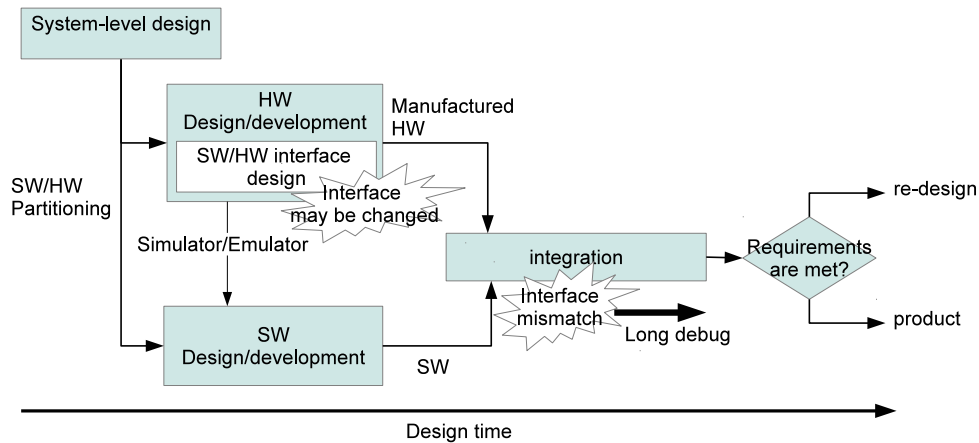 System-level design
HW
Design/development
SW/HW interface
design
Interface
may be changed
Manufactured
HW
SW/HW
Partitioning
Simulator/Emulator
SW
Design/development
SW
integration
Interface
mismatch
Long debug
Requirements
are met?
re-design
product
Design time